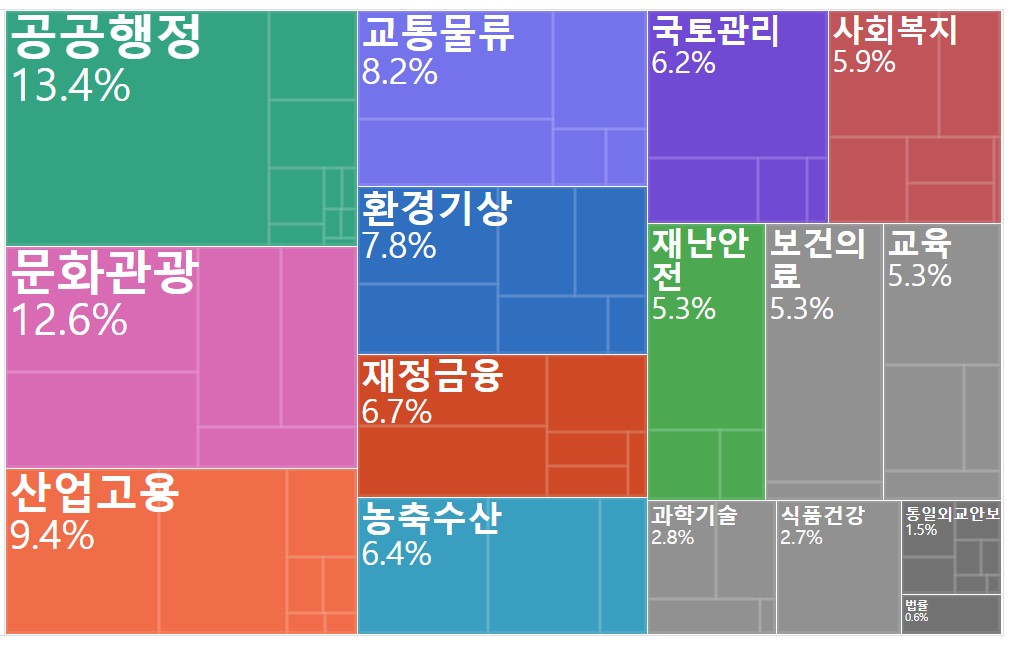 공공행정
13.4%
문화관광
12.6%
산업고용
9.4%
교통물류
8.2%
환경기상
7.8%
재정금융
6.7%
농축수산
6.4%
국토관리
6.2%
사회복지
5.9%
재난안
전
5.3%
보건의
료
5.3%
교육
5.3%
과학기술
2.8%
식품건강
2.7%
통일외교안보
1.5%
법률
0.6%